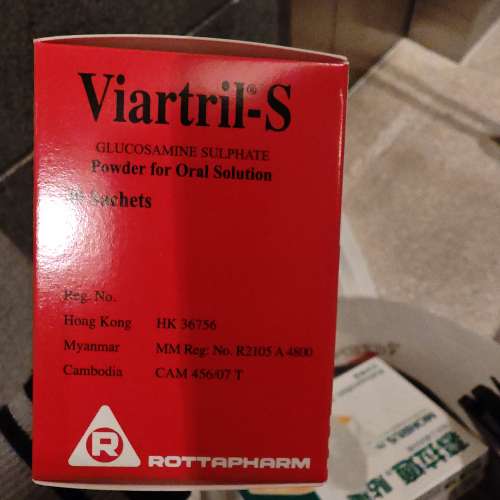 Viartril®-S
GLUCOSAMINE SULPHATE
Powder for Oral Solution
Sachets
Reg. No.
Hong Kong HK 36756
Myanmar MM Reg: No. R2105 A 4800
Cambodia CAM 456/07 T
R
ROTTAPHARM